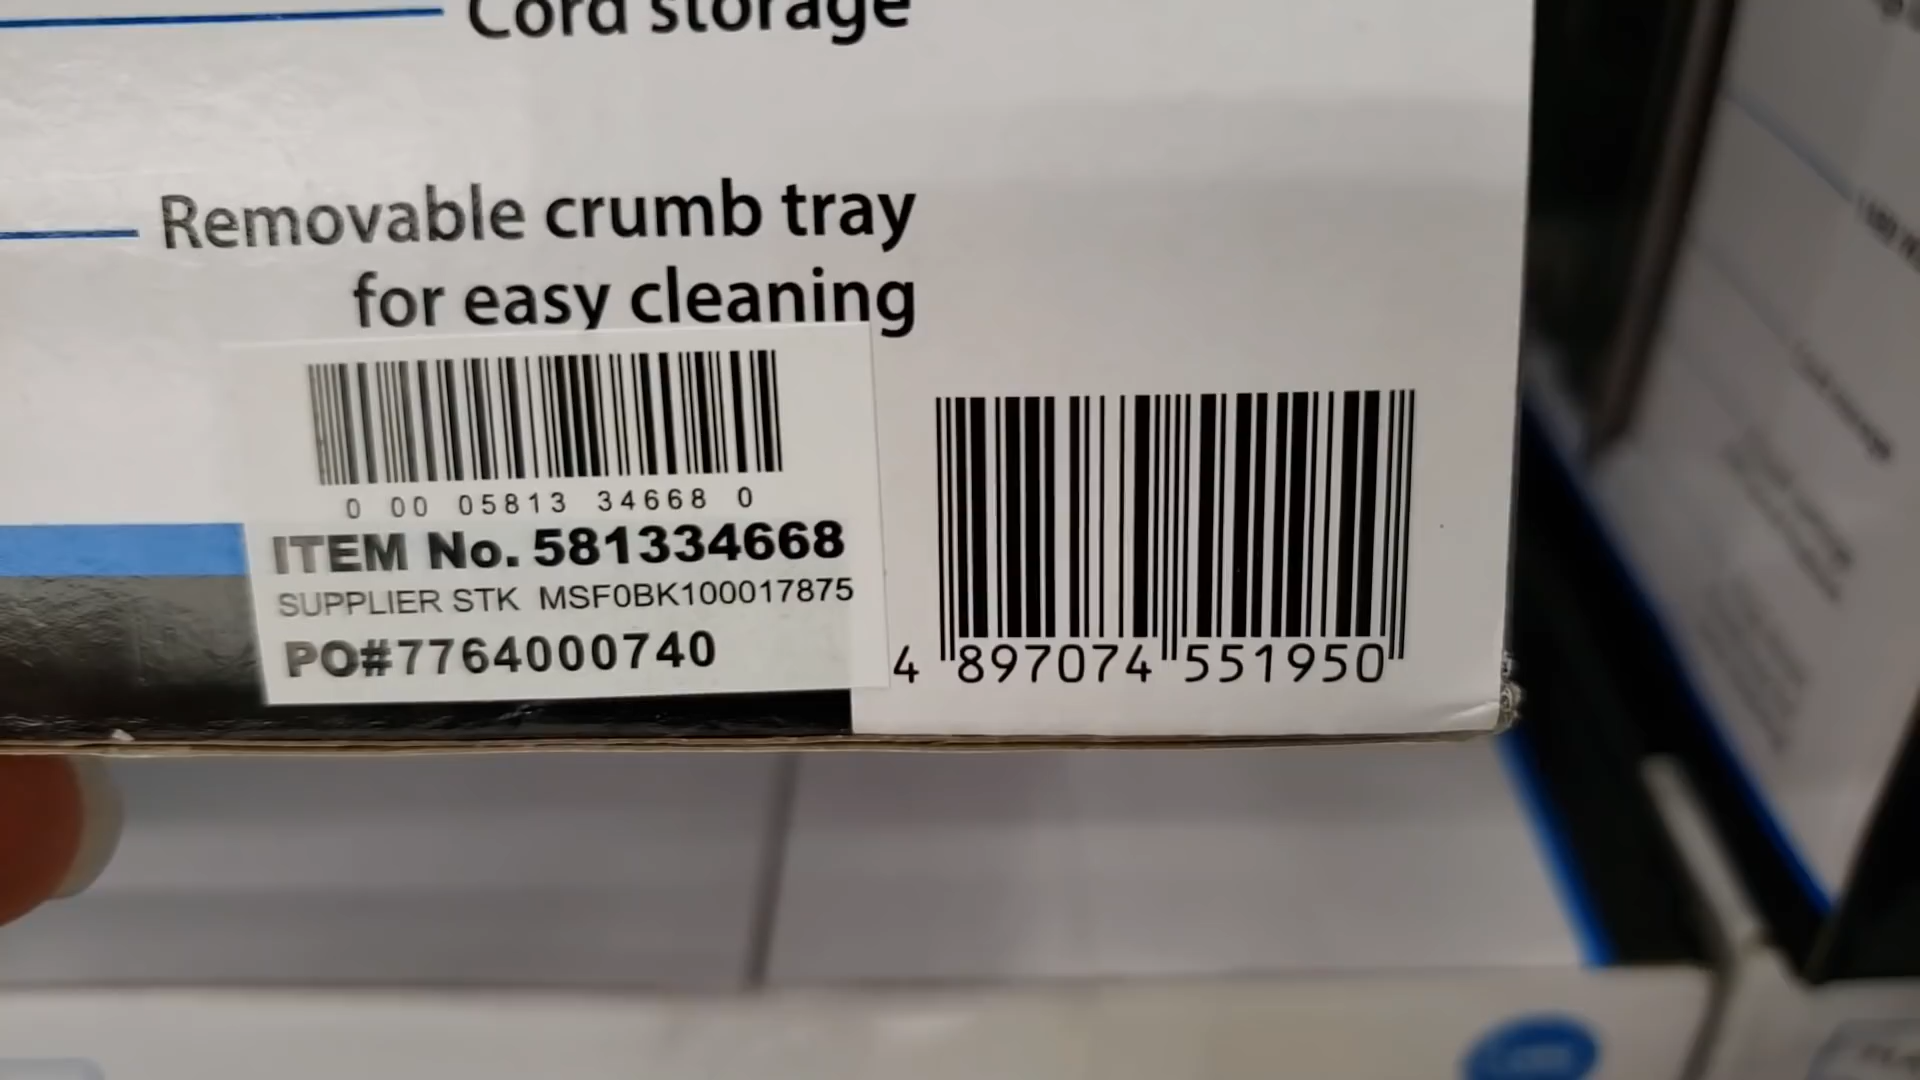 Cord storage
Removable crumb tray
for easy cleaning
0 00 05813 34668 0
ITEM No. 581334668
SUPPLIER STK MSF0BK100017875
PO#7764000740
4 897074 551950